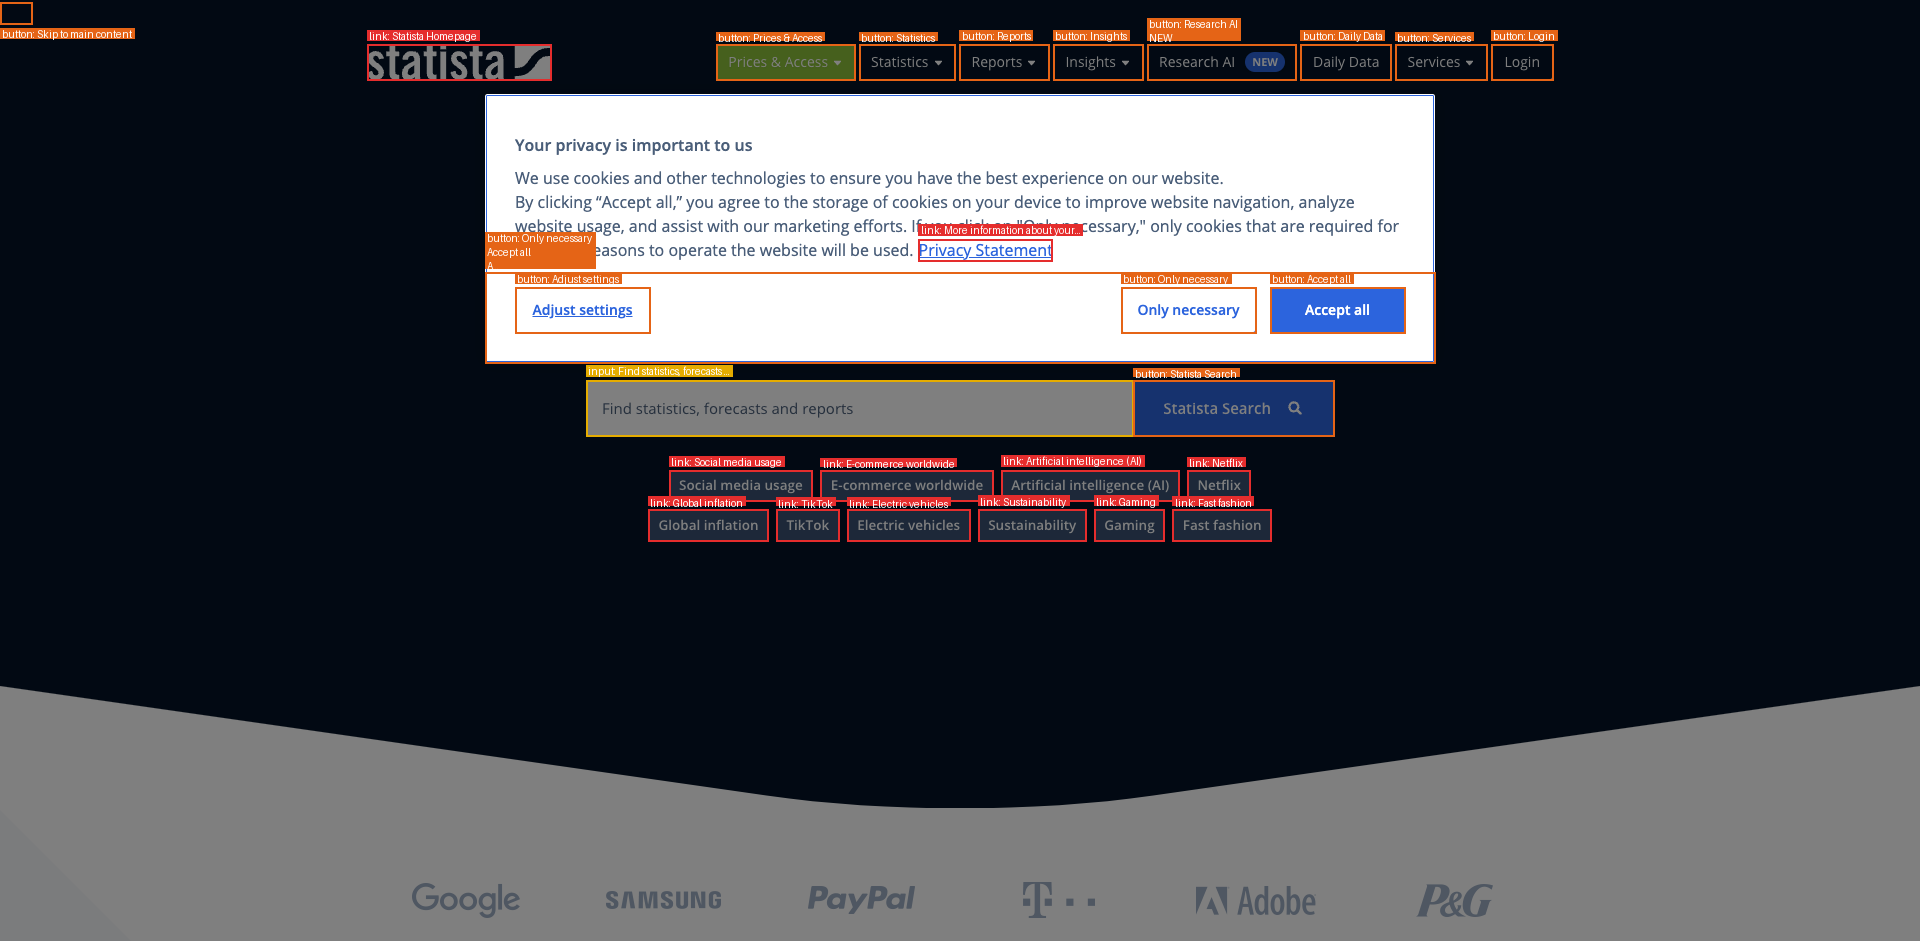 button: Skip to main content
link: Statista Homepage
statista
button: Prices & Access
Prices & Access
button: Statistics
Statistics
button: Reports
Reports
button: Insights
Insights
button: Research AI
NEW
Research AI NEW
button: Daily Data
Daily Data
button: Services
Services
button: Login
Login
Your privacy is important to us
We use cookies and other technologies to ensure you have the best experience on our website.
By clicking “Accept all,” you agree to the storage of cookies on your device to improve website navigation, analyze
website usage, and assist with our marketing efforts. If you click on "Only necessary," only cookies that are required for
link: More information about your...
button: Only necessary
Accept all
A
easons to operate the website will be used. Privacy Statement
button: Adjust settings
Adjust settings
button: Only necessary
Only necessary
button: Accept all
Accept all
input: Find statistics, forecasts...
Find statistics, forecasts and reports
button: Statista Search
Statista Search
link: Social media usage
Social media usage
link: E-commerce worldwide
E-commerce worldwide
link: Artificial intelligence (AI)
Artificial intelligence (AI)
link: Netflix
Netflix
link: Global inflation
Global inflation
link: TikTok
TikTok
link: Electric vehicles
Electric vehicles
link: Sustainability
Sustainability
link: Gaming
Gaming
link: Fast fashion
Fast fashion
Google
SAMSUNG
PayPal
T
Adobe
P&G